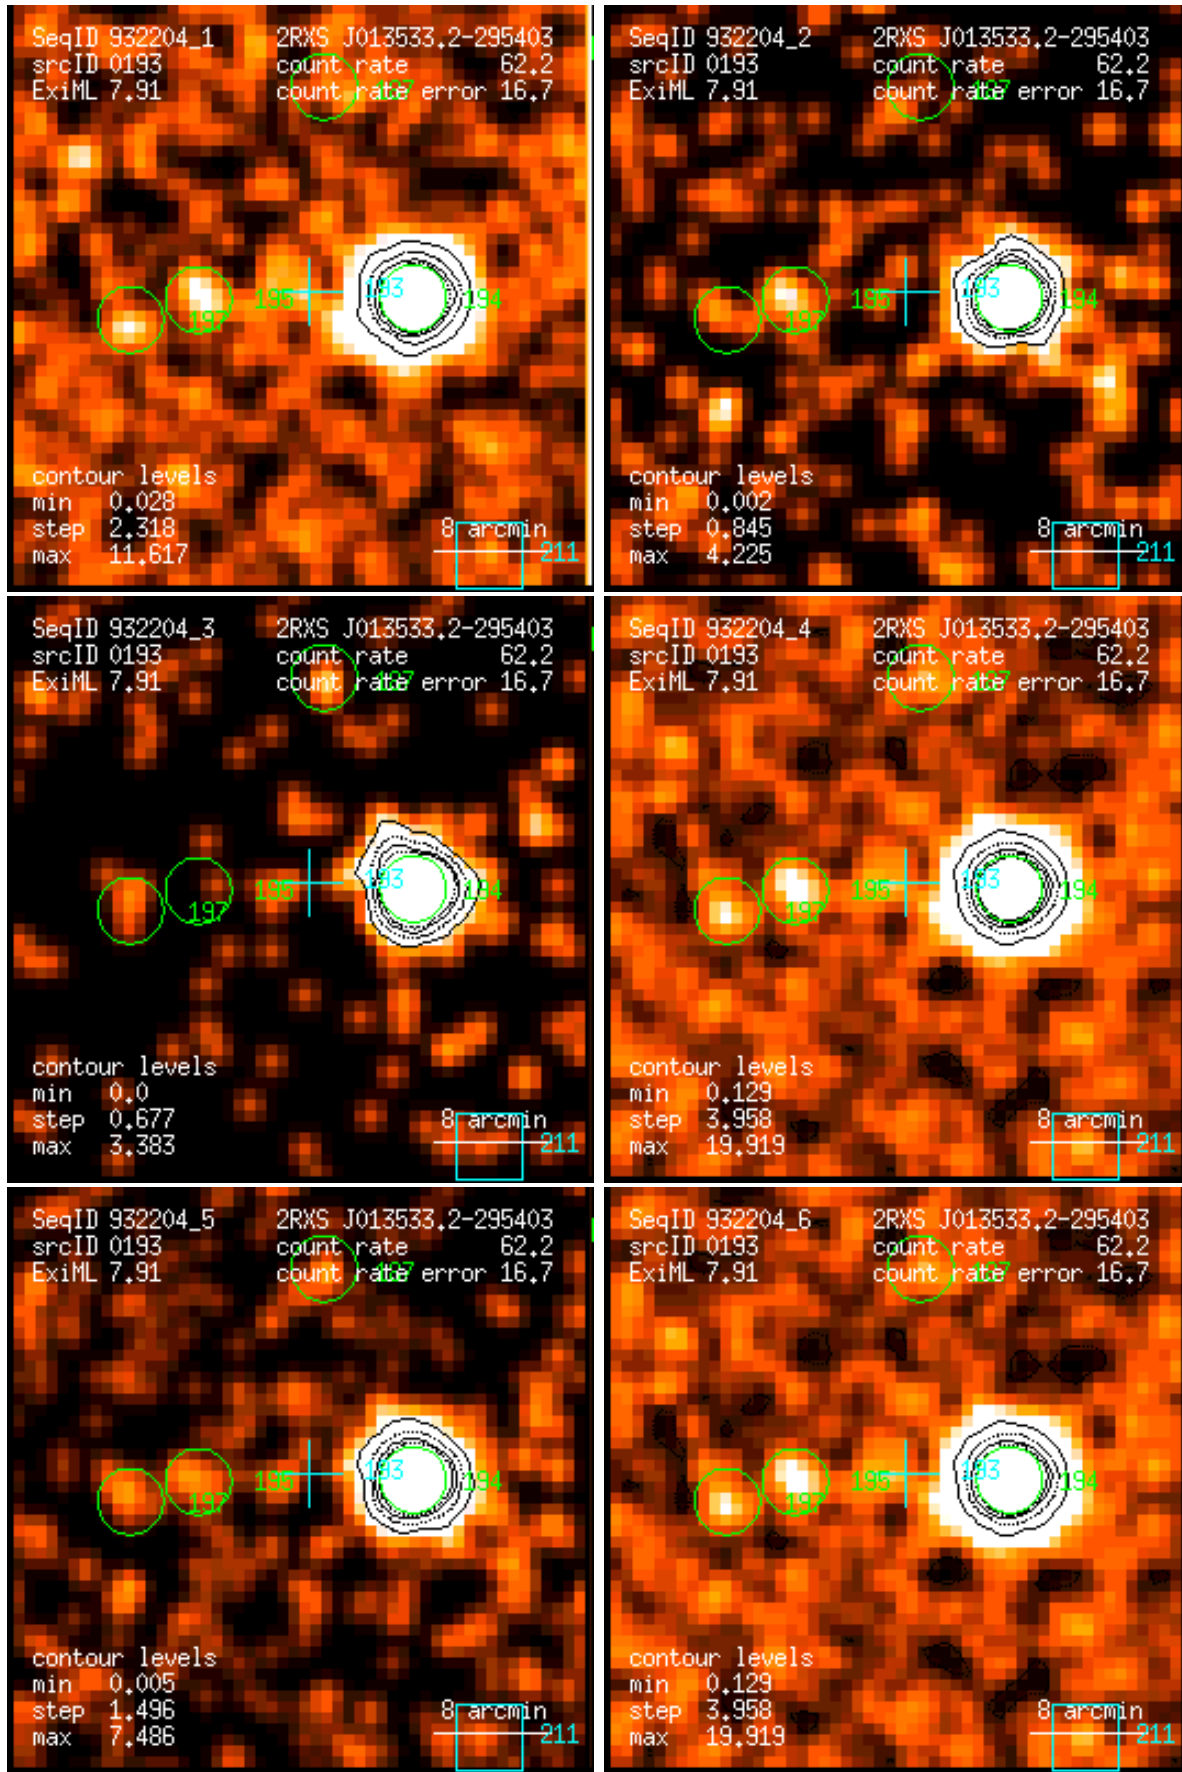 SeqID 932204_1 2RXS J013533.2-295403
srcID 0193 count rate 62.2
ExiML 7.91 count rate error 16.7
187
195 193 194
197
contour levels
min 0.028
step 2.318 8 arcmin
max 11.617 211
SeqID 932204_2 2RXS J013533.2-295403
srcID 0193 count rate 62.2
ExiML 7.91 count rate error 16.7
187
195 193 194
197
contour levels
min 0.002
step 0.845 8 arcmin
max 4.225 211
SeqID 932204_3 2RXS J013533.2-295403
srcID 0193 count rate 62.2
ExiML 7.91 count rate error 16.7
187
195 193 194
197
contour levels
min 0.0
step 0.677 8 arcmin
max 3.383 211
SeqID 932204_4 2RXS J013533.2-295403
srcID 0193 count rate 62.2
ExiML 7.91 count rate error 16.7
187
195 193 194
197
contour levels
min 0.129
step 3.958 8 arcmin
max 19.919 211
SeqID 932204_5 2RXS J013533.2-295403
srcID 0193 count rate 62.2
ExiML 7.91 count rate error 16.7
187
195 193 194
197
contour levels
min 0.005
step 1.496 8 arcmin
max 7.486 211
SeqID 932204_6 2RXS J013533.2-295403
srcID 0193 count rate 62.2
ExiML 7.91 count rate error 16.7
187
195 193 194
197
contour levels
min 0.129
step 3.958 8 arcmin
max 19.919 211